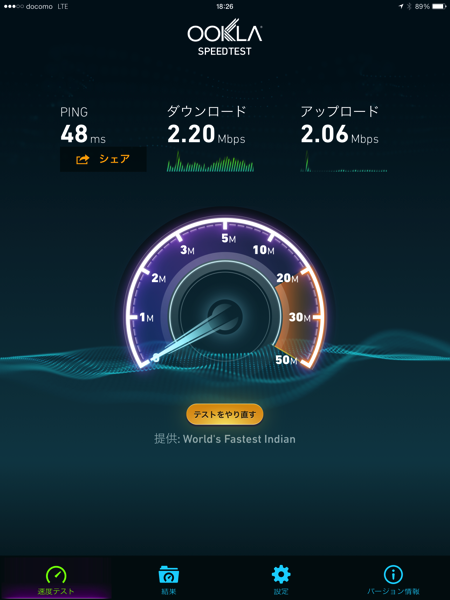 docomo LTE 18:26 89%
OOKLA
SPEEDTEST
PING ダウンロード アップロード
48 ms 2.20 Mbps 2.06 Mbps
シェア
5M
3M 10M
2M 20M
1M 30M
0 50M
テストをやり直す
提供: World's Fastest Indian
速度テスト 結果 設定 バージョン情報